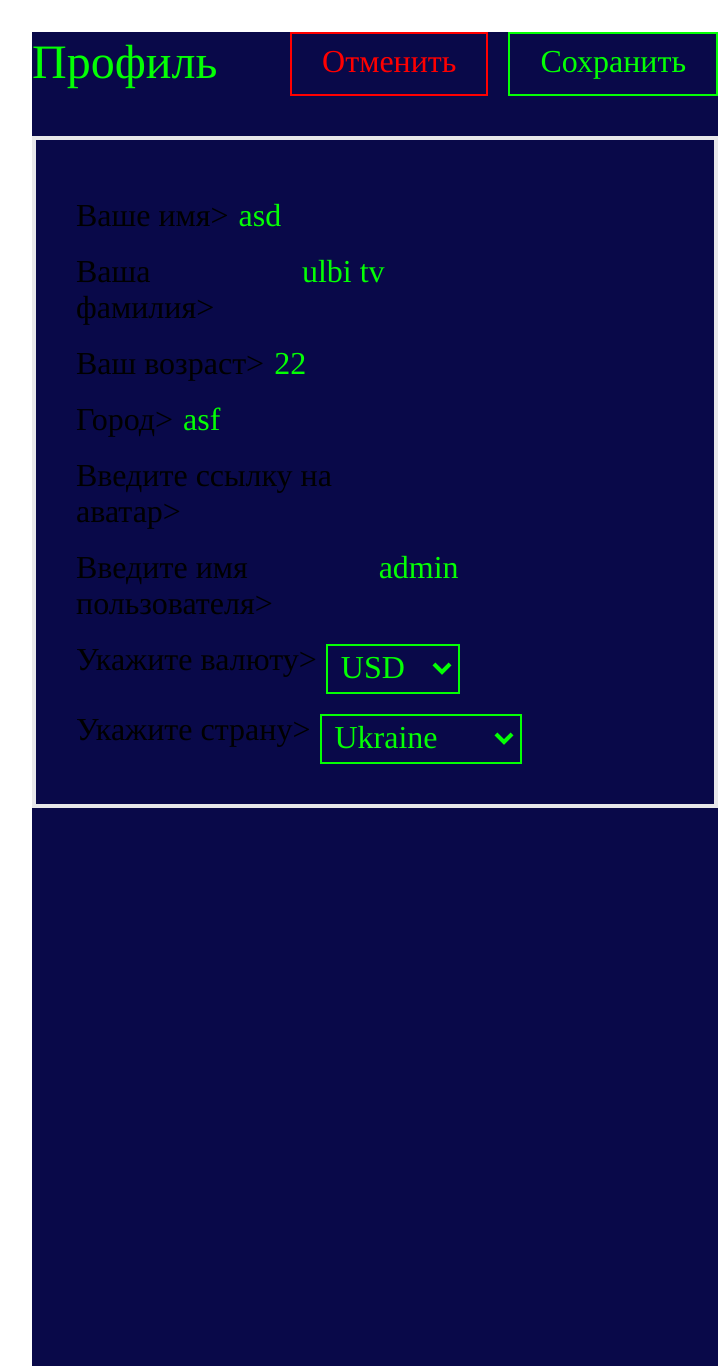 Профиль
Отменить
Сохранить
Ваше имя> asd
Ваша ulbi tv
фамилия>
Ваш возраст> 22
Город> asf
Введите ссылку на
аватар>
Введите имя admin
пользователя>
Укажите валюту> USD
Укажите страну> Ukraine